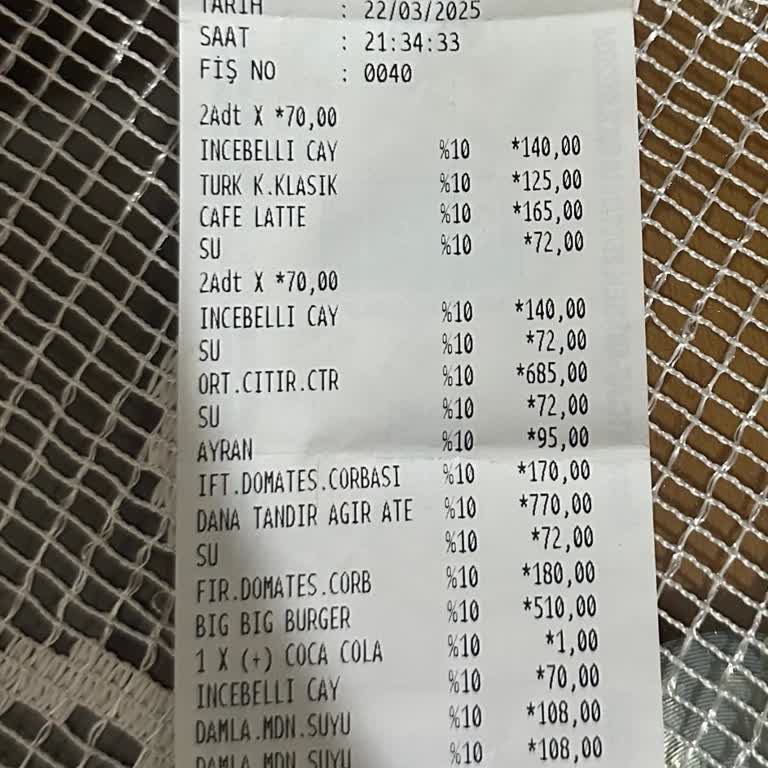 TARİH : 22/03/2025
SAAT : 21:34:33
FİŞ NO : 0040
2Adt X *70,00
INCEBELLI CAY %10 *140,00
TURK K.KLASIK %10 *125,00
CAFE LATTE %10 *165,00
SU %10 *72,00
2Adt X *70,00
INCEBELLI CAY %10 *140,00
SU %10 *72,00
ORT.CITIR.CTR %10 *685,00
SU %10 *72,00
AYRAN %10 *95,00
IFT.DOMATES.CORBASI %10 *170,00
DANA TANDIR AGIR ATE %10 *770,00
SU %10 *72,00
FIR.DOMATES.CORB %10 *180,00
BIG BIG BURGER %10 *510,00
1 X (+) COCA COLA %10 *1,00
INCEBELLI CAY %10 *70,00
DAMLA.MDN.SUYU %10 *108,00
DAMLA.MDN.SUYU %10 *108,00